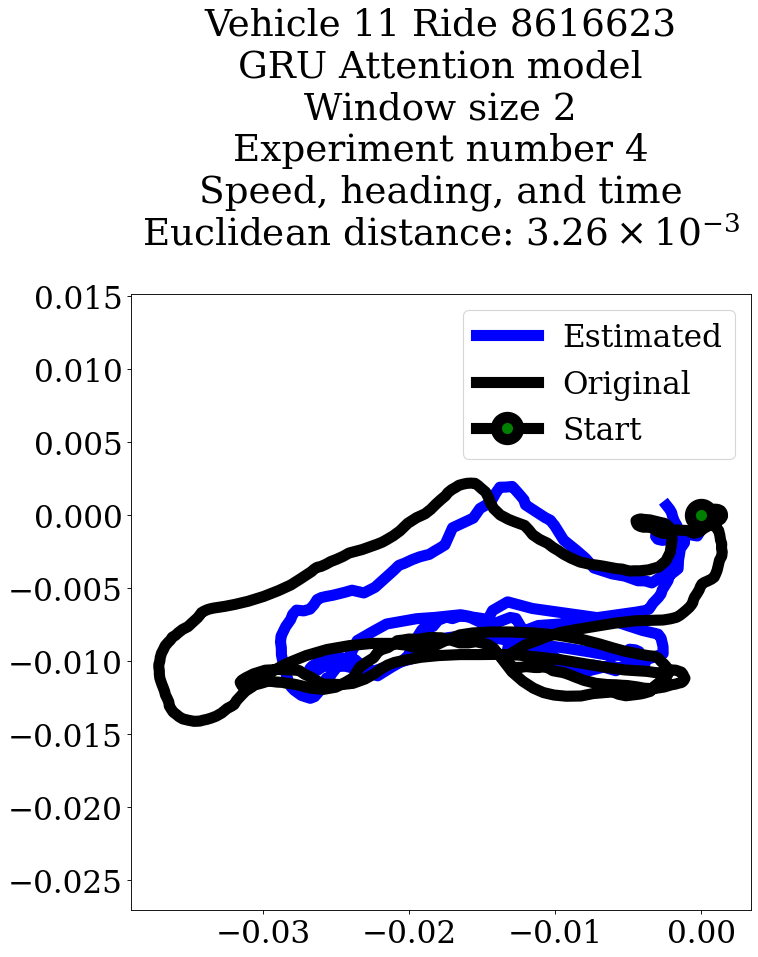 Vehicle 11 Ride 8616623
GRU Attention model
Window size 2
Experiment number 4
Speed, heading, and time
Euclidean distance: 3.26 × 10⁻³
0.015
Estimated
0.010
Original
0.005
Start
0.000
−0.005
−0.010
−0.015
−0.020
−0.025
−0.03 −0.02 −0.01 0.00